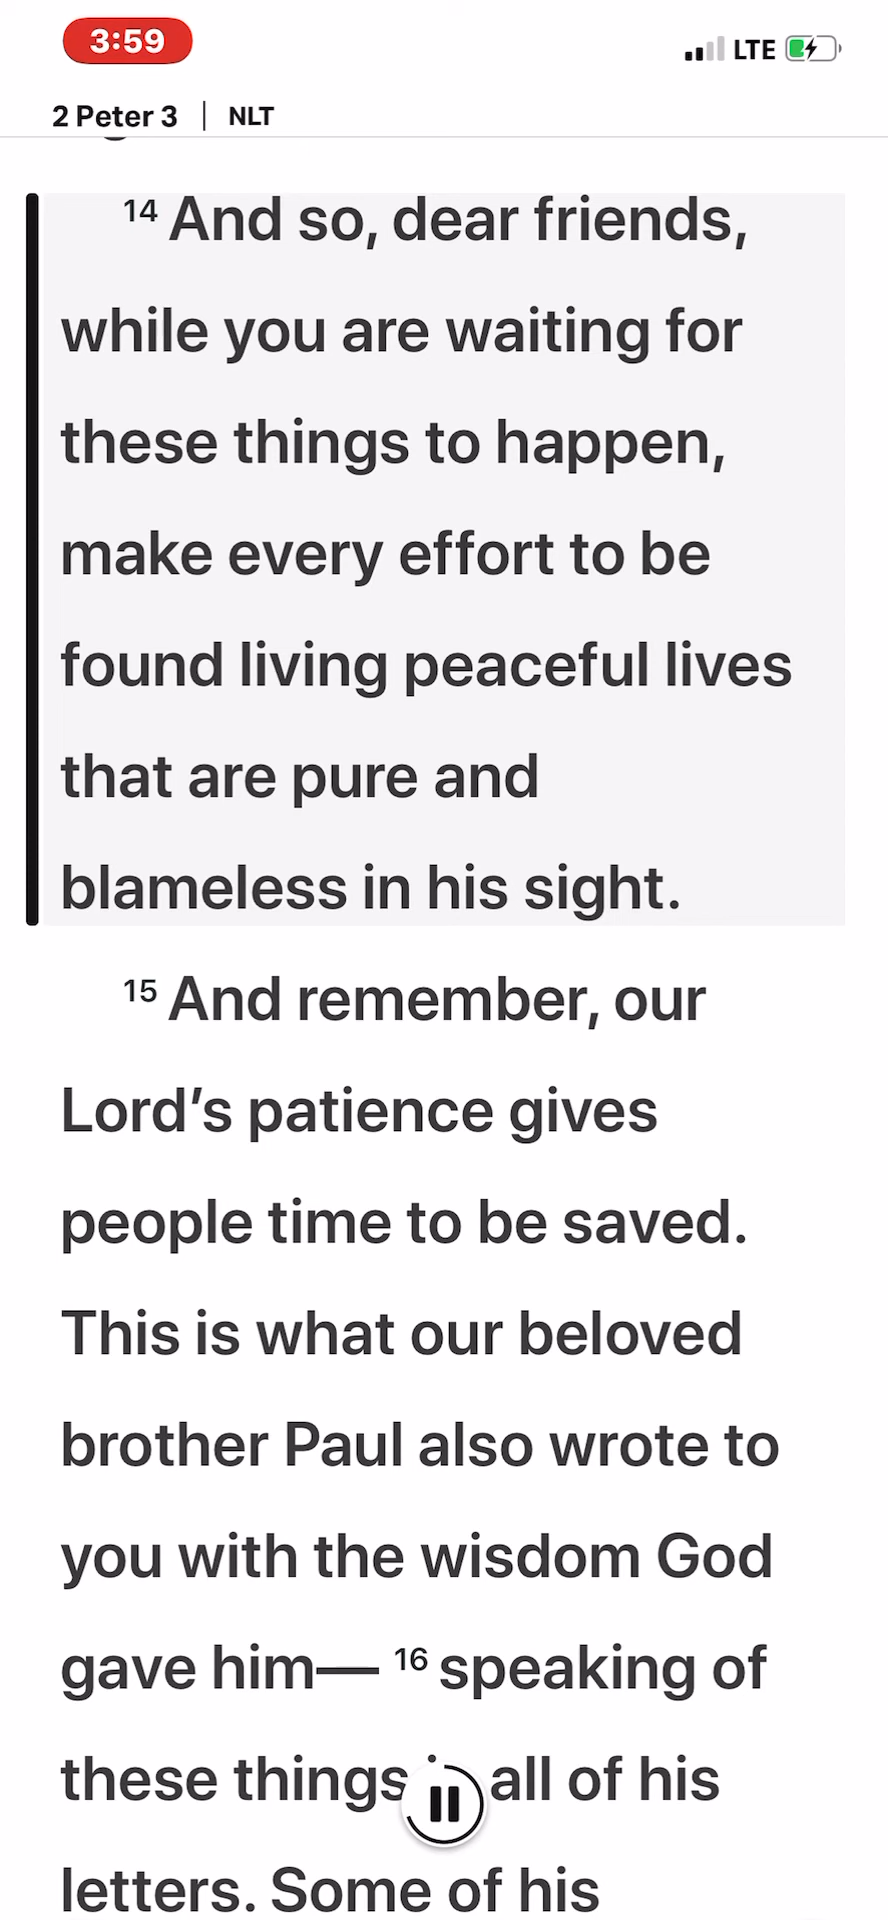 3:59
LTE
2 Peter 3 | NLT
14 And so, dear friends,
while you are waiting for
these things to happen,
make every effort to be
found living peaceful lives
that are pure and
blameless in his sight.
15 And remember, our
Lord’s patience gives
people time to be saved.
This is what our beloved
brother Paul also wrote to
you with the wisdom God
gave him— 16 speaking of
these things all of his
letters. Some of his